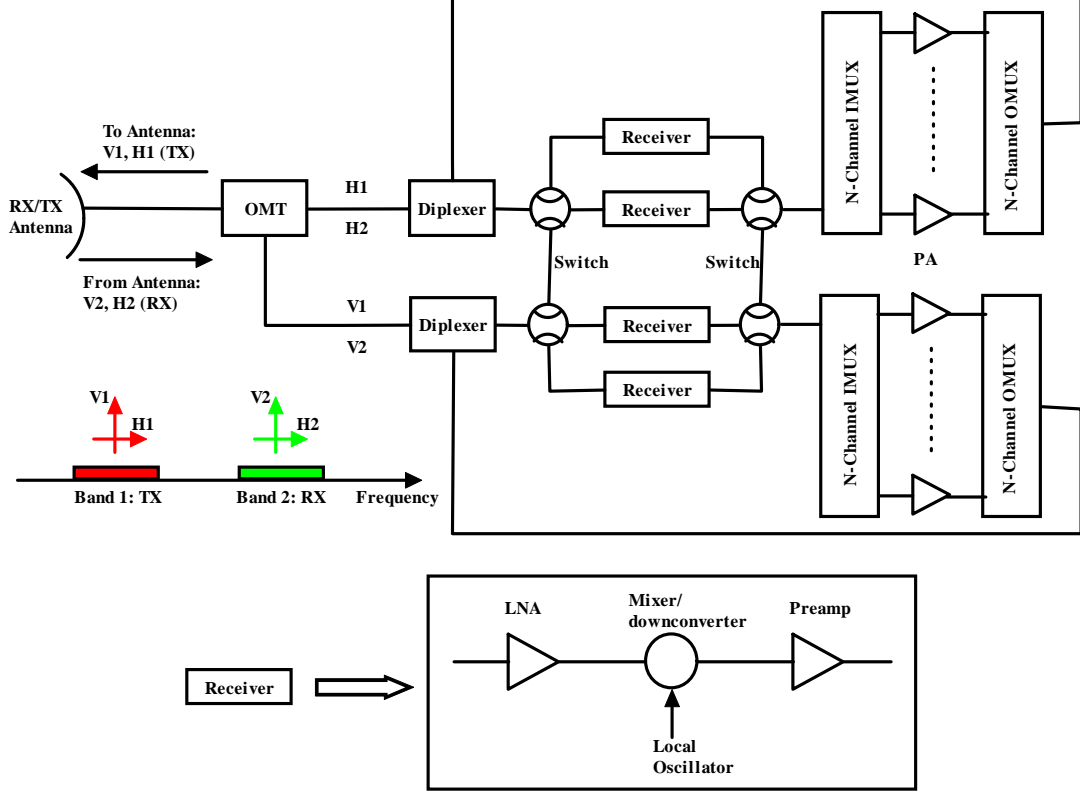 To Antenna:
V1, H1 (TX)
RX/TX
Antenna
From Antenna:
V2, H2 (RX)
OMT
H1
H2
Diplexer
V1
V2
Diplexer
Receiver
Receiver
Switch
Switch
Receiver
Receiver
N-Channel IMUX
N-Channel OMUX
PA
N-Channel IMUX
N-Channel OMUX
V1
H1
V2
H2
Band 1: TX
Band 2: RX
Frequency
Receiver
LNA
Mixer/
downconverter
Preamp
Local
Oscillator